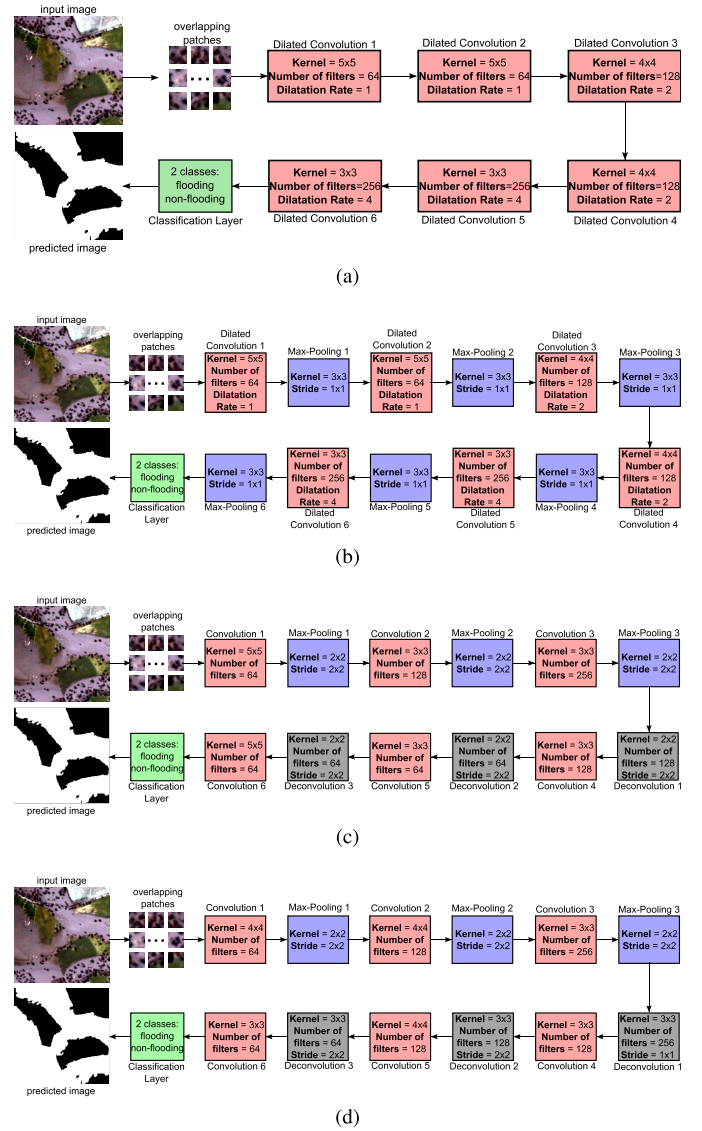 input image
overlapping
patches
Dilated Convolution 1
Kernel = 5x5
Number of filters = 64
Dilatation Rate = 1
Dilated Convolution 2
Kernel = 5x5
Number of filters = 64
Dilatation Rate = 1
Dilated Convolution 3
Kernel = 4x4
Number of filters=128
Dilatation Rate = 2
predicted image
2 classes:
flooding
non-flooding
Classification Layer
Kernel = 3x3
Number of filters=256
Dilatation Rate = 4
Dilated Convolution 6
Kernel = 3x3
Number of filters=256
Dilatation Rate = 4
Dilated Convolution 5
Kernel = 4x4
Number of filters=128
Dilatation Rate = 2
Dilated Convolution 4
(a)
input image
overlapping
patches
Dilated
Convolution 1
Kernel = 5x5
Number of
filters = 64
Dilatation
Rate = 1
Max-Pooling 1
Kernel = 3x3
Stride = 1x1
Dilated
Convolution 2
Kernel = 5x5
Number of
filters = 64
Dilatation
Rate = 1
Max-Pooling 2
Kernel = 3x3
Stride = 1x1
Dilated
Convolution 3
Kernel = 4x4
Number of
filters = 128
Dilatation
Rate = 2
Max-Pooling 3
Kernel = 3x3
Stride = 1x1
predicted image
2 classes:
flooding
non-flooding
Classification
Layer
Kernel = 3x3
Stride = 1x1
Max-Pooling 6
Kernel = 3x3
Number of
filters = 256
Dilatation
Rate = 4
Dilated
Convolution 6
Kernel = 3x3
Stride = 1x1
Max-Pooling 5
Kernel = 3x3
Number of
filters = 256
Dilatation
Rate = 4
Dilated
Convolution 5
Kernel = 3x3
Stride = 1x1
Max-Pooling 4
Kernel = 4x4
Number of
filters = 128
Dilatation
Rate = 2
Dilated
Convolution 4
(b)
input image
overlapping
patches
Convolution 1
Kernel = 5x5
Number of
filters = 64
Max-Pooling 1
Kernel = 2x2
Stride = 2x2
Convolution 2
Kernel = 3x3
Number of
filters = 128
Max-Pooling 2
Kernel = 2x2
Stride = 2x2
Convolution 3
Kernel = 3x3
Number of
filters = 256
Max-Pooling 3
Kernel = 2x2
Stride = 2x2
predicted image
2 classes:
flooding
non-flooding
Classification
Layer
Kernel = 5x5
Number of
filters = 64
Convolution 6
Kernel = 2x2
Number of
filters = 64
Stride = 2x2
Deconvolution 3
Kernel = 3x3
Number of
filters = 64
Convolution 5
Kernel = 2x2
Number of
filters = 64
Stride = 2x2
Deconvolution 2
Kernel = 3x3
Number of
filters = 128
Convolution 4
Kernel = 2x2
Number of
filters = 128
Stride = 2x2
Deconvolution 1
(c)
input image
overlapping
patches
Convolution 1
Kernel = 4x4
Number of
filters = 64
Max-Pooling 1
Kernel = 2x2
Stride = 2x2
Convolution 2
Kernel = 4x4
Number of
filters = 128
Max-Pooling 2
Kernel = 2x2
Stride = 2x2
Convolution 3
Kernel = 3x3
Number of
filters = 256
Max-Pooling 3
Kernel = 2x2
Stride = 2x2
predicted image
2 classes:
flooding
non-flooding
Classification
Layer
Kernel = 3x3
Number of
filters = 64
Convolution 6
Kernel = 3x3
Number of
filters = 64
Stride = 2x2
Deconvolution 3
Kernel = 4x4
Number of
filters = 128
Convolution 5
Kernel = 3x3
Number of
filters = 128
Stride = 2x2
Deconvolution 2
Kernel = 3x3
Number of
filters = 128
Convolution 4
Kernel = 3x3
Number of
filters = 256
Stride = 1x1
Deconvolution 1
(d)